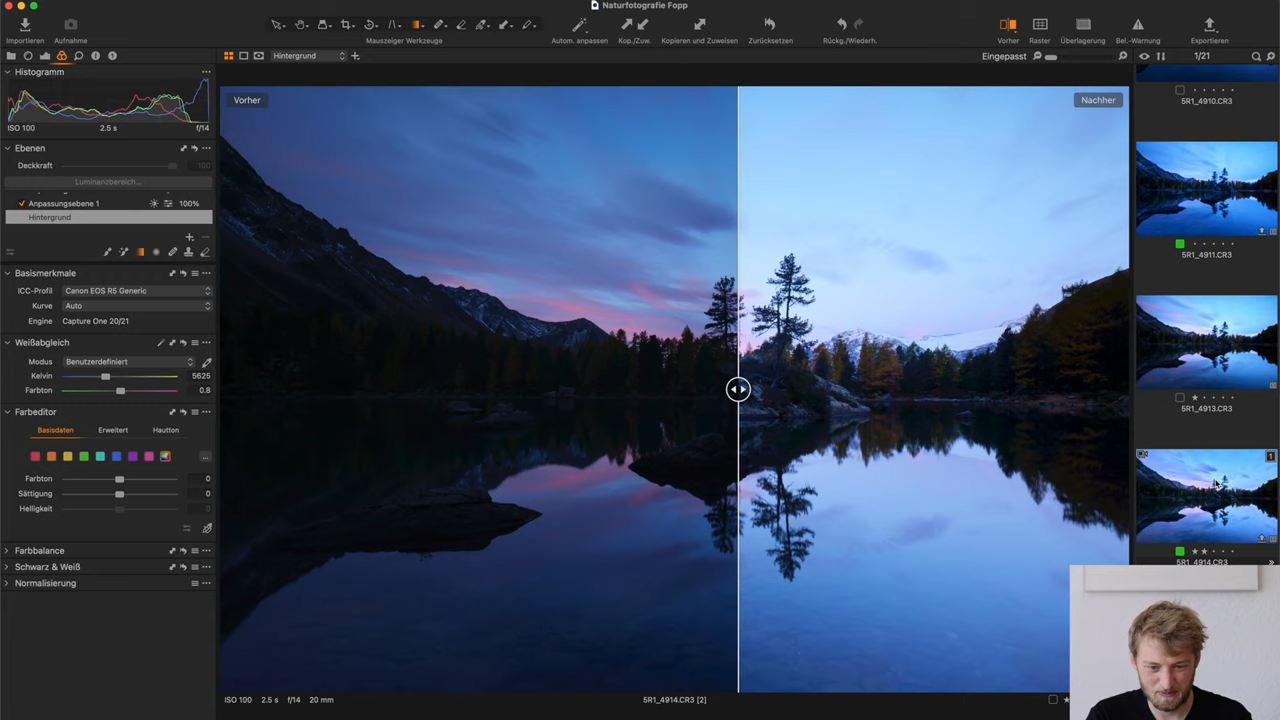 Naturfotografie Fopp
Importieren
Aufnahme
Mauszeiger Werkzeuge
Autom. anpassen
Kop./Zuw.
Kopieren und Zuweisen
Zurücksetzen
Rückg./Wiederh.
Vorher
Raster
Überlagerung
Bel.-Warnung
Exportieren
Hintergrund
Eingepasst
1/21
Histogramm
ISO 100
2.5 s
f/14
Ebenen
Deckkraft
100
Luminanzbereich...
Anpassungsebene 1
100%
Hintergrund
Basismerkmale
ICC-Profil
Canon EOS R5 Generic
Kurve
Auto
Engine
Capture One 20/21
Weißabgleich
Modus
Benutzerdefiniert
Kelvin
5625
Farbton
0.8
Farbeditor
Basisdaten
Erweitert
Hautton
Farbton
0
Sättigung
0
Helligkeit
0
Farbbalance
Schwarz & Weiß
Normalisierung
Vorher
Nachher
ISO 100
2.5 s
f/14
20 mm
5R1_4914.CR3 [2]
5R1_4910.CR3
5R1_4911.CR3
5R1_4913.CR3
1
5R1_4914.CR3